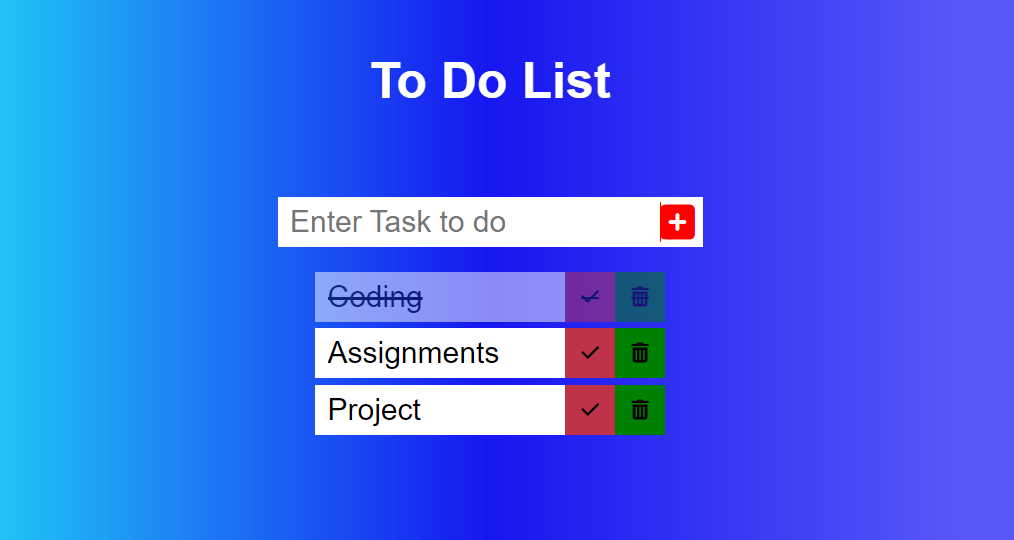 To Do List
Enter Task to do
Coding
Assignments
Project